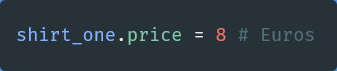 shirt_one.price = 8 # Euros